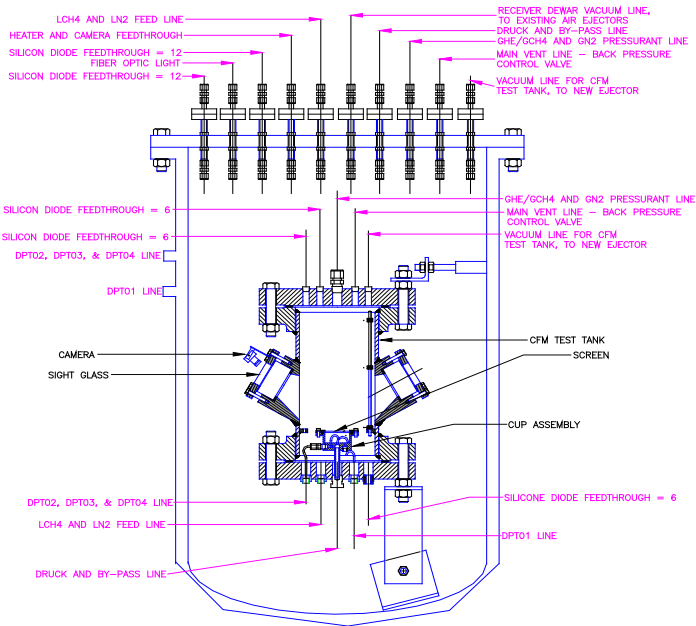 LCH4 AND LN2 FEED LINE
HEATER AND CAMERA FEEDTHROUGH
SILICON DIODE FEEDTHROUGH = 12
FIBER OPTIC LIGHT
SILICON DIODE FEEDTHROUGH = 12
RECEIVER DEWAR VACUUM LINE,
TO EXISTING AIR EJECTORS
DRUCK AND BY-PASS LINE
GHE/GCH4 AND GN2 PRESSURANT LINE
MAIN VENT LINE – BACK PRESSURE
CONTROL VALVE
VACUUM LINE FOR CFM
TEST TANK, TO NEW EJECTOR
SILICON DIODE FEEDTHROUGH = 6
SILICON DIODE FEEDTHROUGH = 6
DPT02, DPT03, & DPT04 LINE
DPT01 LINE
GHE/GCH4 AND GN2 PRESSURANT LINE
MAIN VENT LINE – BACK PRESSURE
CONTROL VALVE
VACUUM LINE FOR CFM
TEST TANK, TO NEW EJECTOR
CAMERA
SIGHT GLASS
CFM TEST TANK
SCREEN
CUP ASSEMBLY
DPT02, DPT03, & DPT04 LINE
LCH4 AND LN2 FEED LINE
DRUCK AND BY-PASS LINE
SILICONE DIODE FEEDTHROUGH = 6
DPT01 LINE